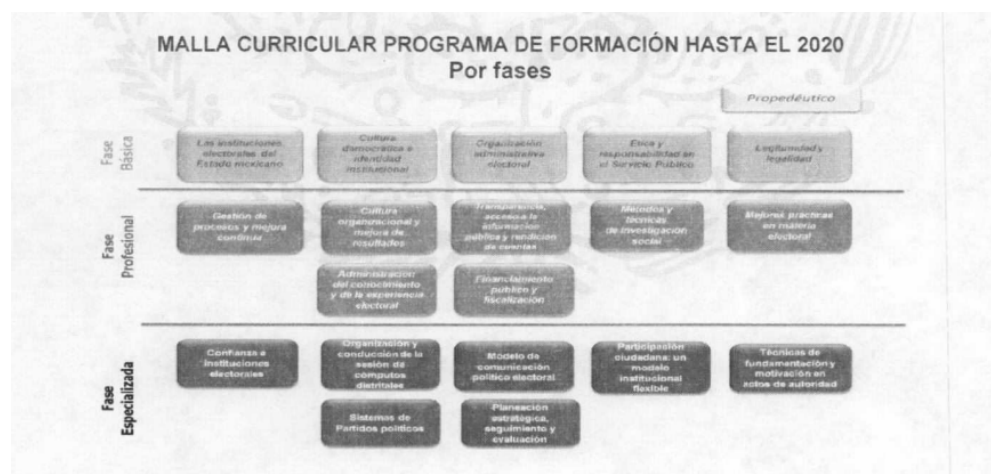 MALLA CURRICULAR PROGRAMA DE FORMACIÓN HASTA EL 2020
Por fases
Propedéutico
Fase
Básica
Las instituciones
electorales del
Estado mexicano
Cultura
democrática e
identidad
institucional
Organización
administrativa
electoral
Ética y
responsabilidad en
el Servicio Público
Legitimidad y
legalidad
Fase
Profesional
Gestión de
procesos y mejora
continua
Cultura
organizacional y
mejora de
resultados
Transparencia,
acceso a la
información
pública y rendición
de cuentas
Métodos y
técnicas
de investigación
social
Mejores prácticas
en materia
electoral
Administración
del conocimiento
y de la experiencia
electoral
Financiamiento
público y
fiscalización
Fase
Especializada
Confianza e
instituciones
electorales
Organización y
conducción de la
sesión de
cómputos
distritales
Modelo de
comunicación
político electoral
Participación
ciudadana: un
modelo
institucional
flexible
Técnicas de
fundamentación y
motivación en
actos de autoridad
Sistemas de
Partidos políticos
Planeación
estratégica,
seguimiento y
evaluación